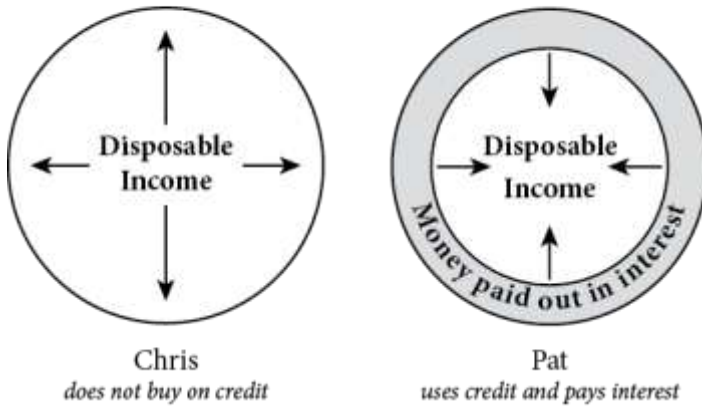 Disposable
Income
Chris
does not buy on credit
Disposable
Income
Money paid out in interest
Pat
uses credit and pays interest